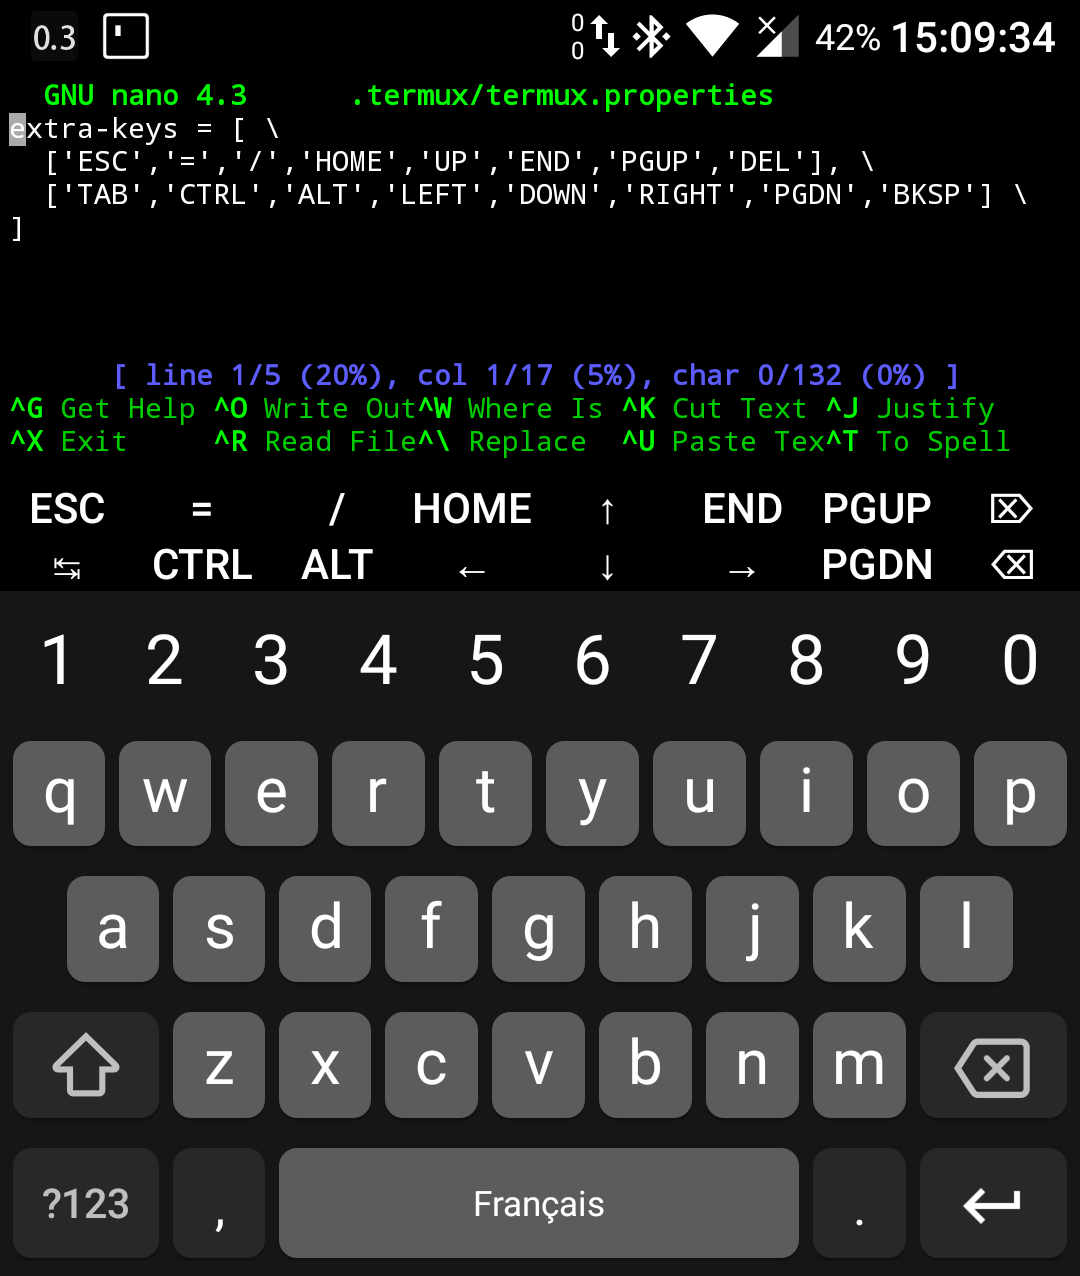 0.3 0 0 42% 15:09:34
GNU nano 4.3 .termux/termux.properties
extra-keys = [ \
['ESC','=','/','HOME','UP','END','PGUP','DEL'], \
['TAB','CTRL','ALT','LEFT','DOWN','RIGHT','PGDN','BKSP'] \
]
[ line 1/5 (20%), col 1/17 (5%), char 0/132 (0%) ]
^G Get Help ^O Write Out^W Where Is ^K Cut Text ^J Justify
^X Exit ^R Read File^\ Replace ^U Paste Tex^T To Spell
ESC = / HOME ↑ END PGUP ⌦
↹ CTRL ALT ← ↓ → PGDN ⌫
1 2 3 4 5 6 7 8 9 0
q w e r t y u i o p
a s d f g h j k l
z x c v b n m
?123 , Français .